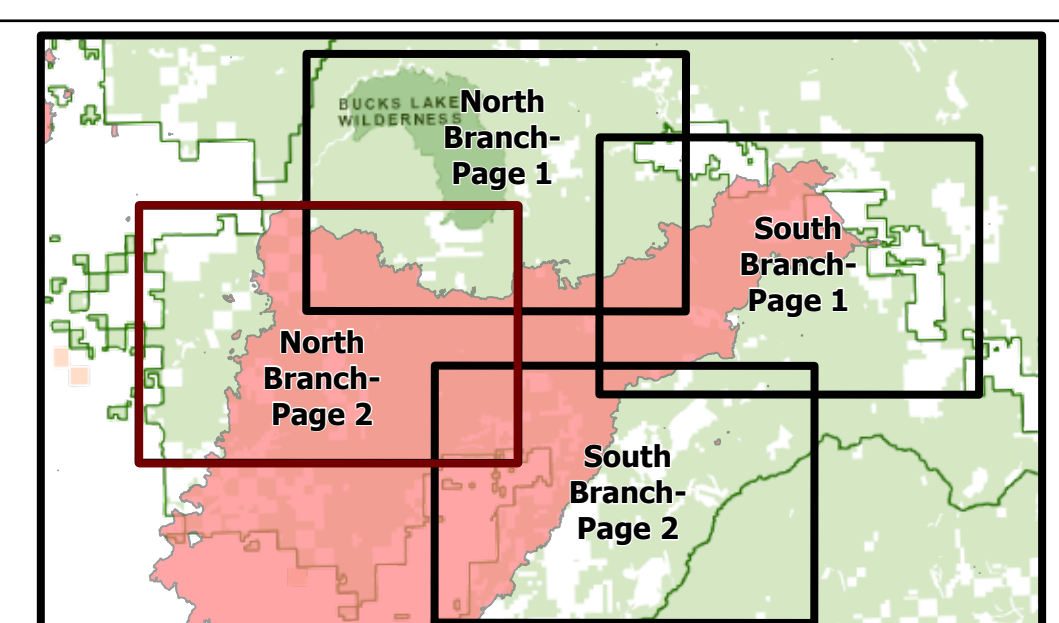 BUCKS LAKE
WILDERNESS
North
Branch-
Page 1
South
Branch-
Page 1
North
Branch-
Page 2
South
Branch-
Page 2